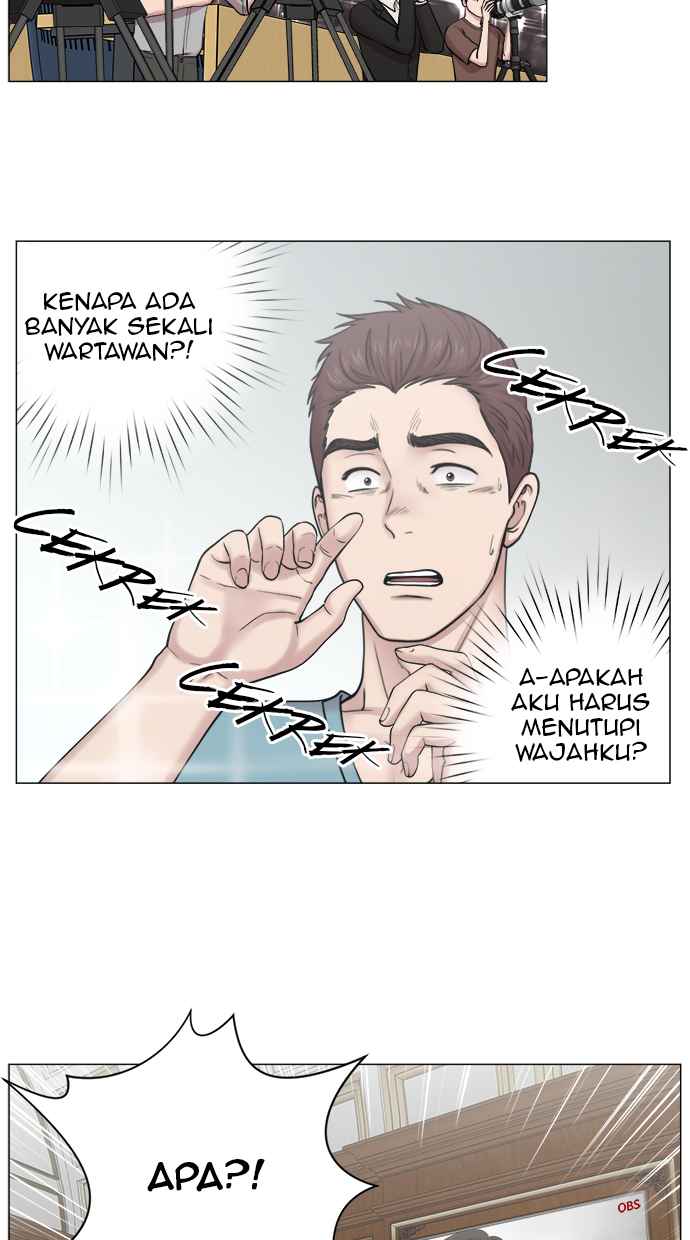 KENAPA ADA
BANYAK SEKALI
WARTAWAN?!
CEKREK
CEKREK
CEKREK
A-APAKAH
AKU HARUS
MENUTUPI
WAJAHKU?
APA?!
OBS